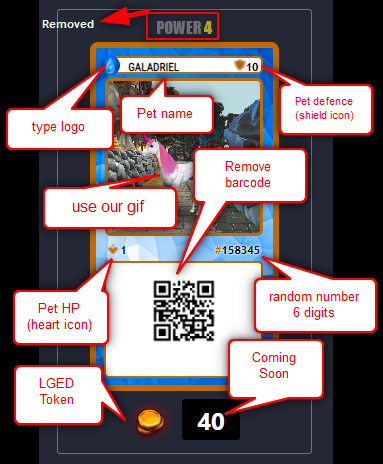 Removed
POWER 4
GALADRIEL
10
type logo
Pet name
Pet defence
(shield icon)
Remove
barcode
use our gif
1
#158345
Pet HP
(heart icon)
random number
6 digits
LGED
Token
Coming
Soon
40